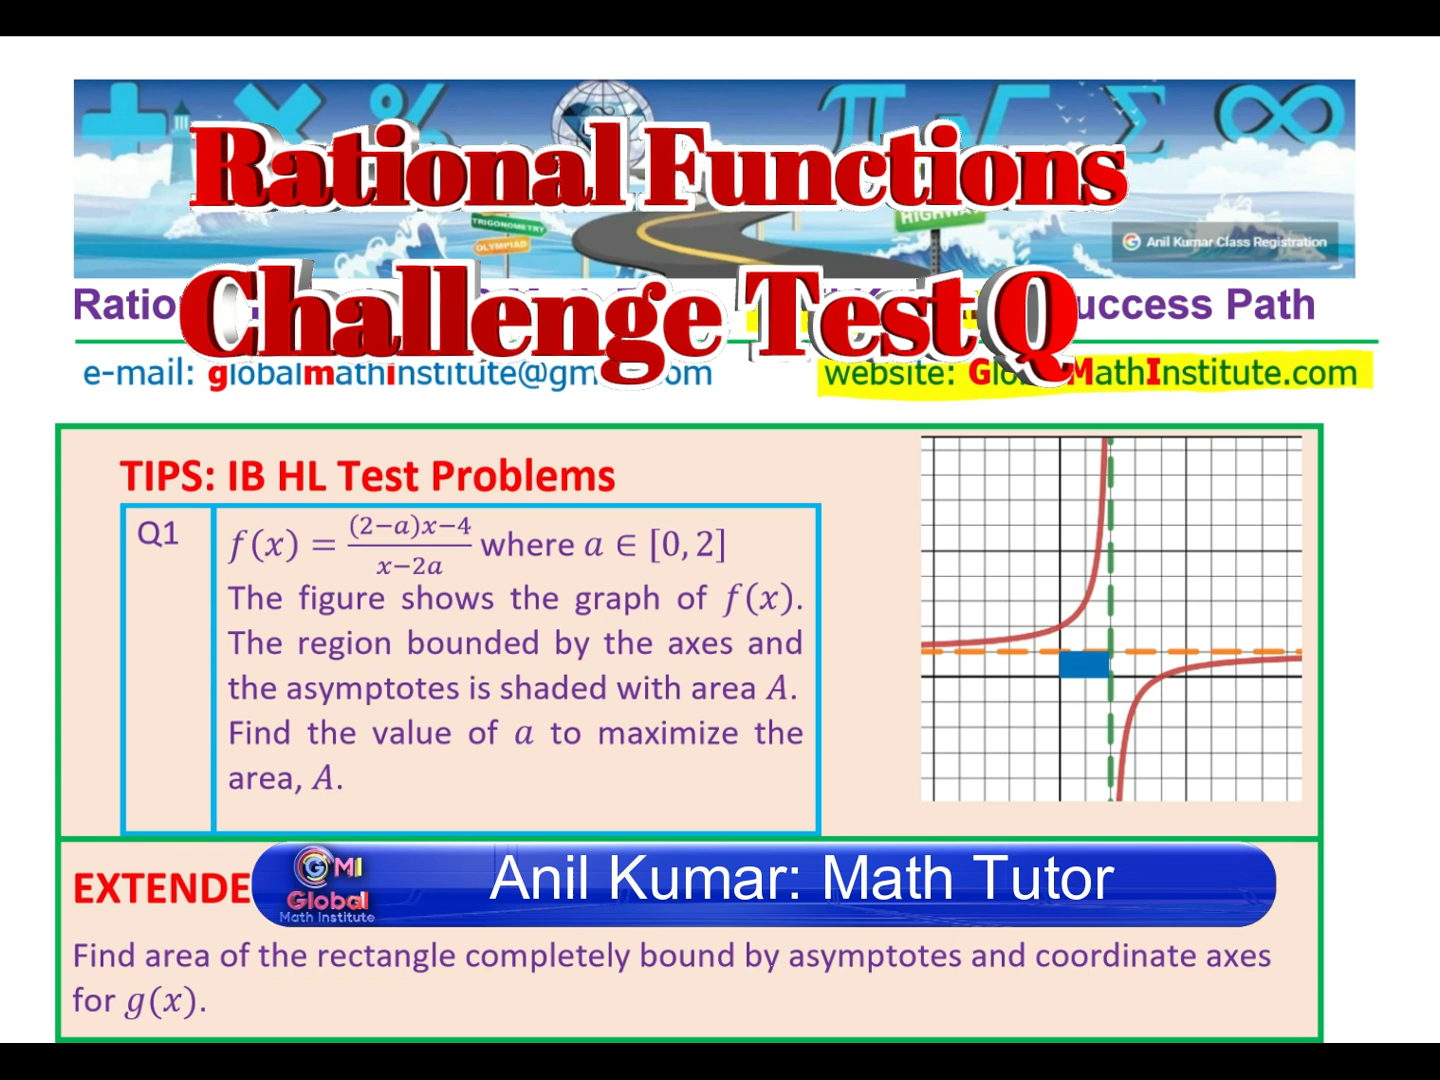 Rational Functions
TRIGONOMETRY
OLYMPIAD
HIGHWAY
Anil Kumar Class Registration
Challenge Test Q
Ratio
uccess Path
e-mail: globalmathinstitute@gm om
website: Glo MathInstitute.com
TIPS: IB HL Test Problems
Q1
f(x) = ((2−a)x−4)/(x−2a) where a ∈ [0, 2]
The figure shows the graph of f(x).
The region bounded by the axes and
the asymptotes is shaded with area A.
Find the value of a to maximize the
area, A.
EXTENDE
GMI
Global
Math Institute
Anil Kumar: Math Tutor
Find area of the rectangle completely bound by asymptotes and coordinate axes
for g(x).